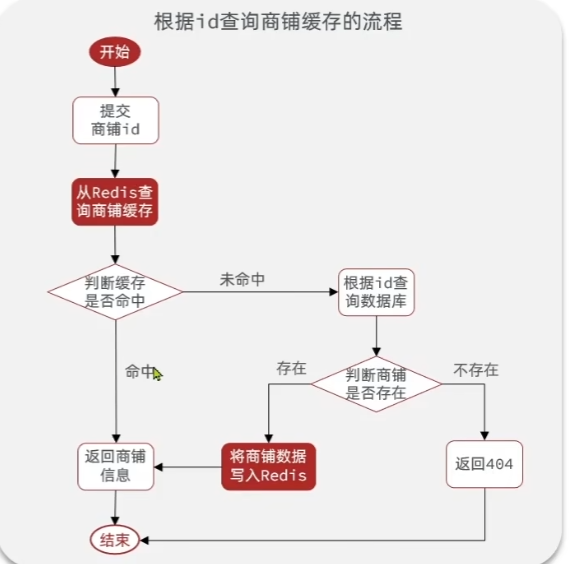 根据id查询商铺缓存的流程
开始
提交
商铺id
从Redis查
询商铺缓存
判断缓存
是否命中
未命中
根据id查
询数据库
命中
存在
判断商铺
是否存在
不存在
返回商铺
信息
将商铺数据
写入Redis
返回404
结束